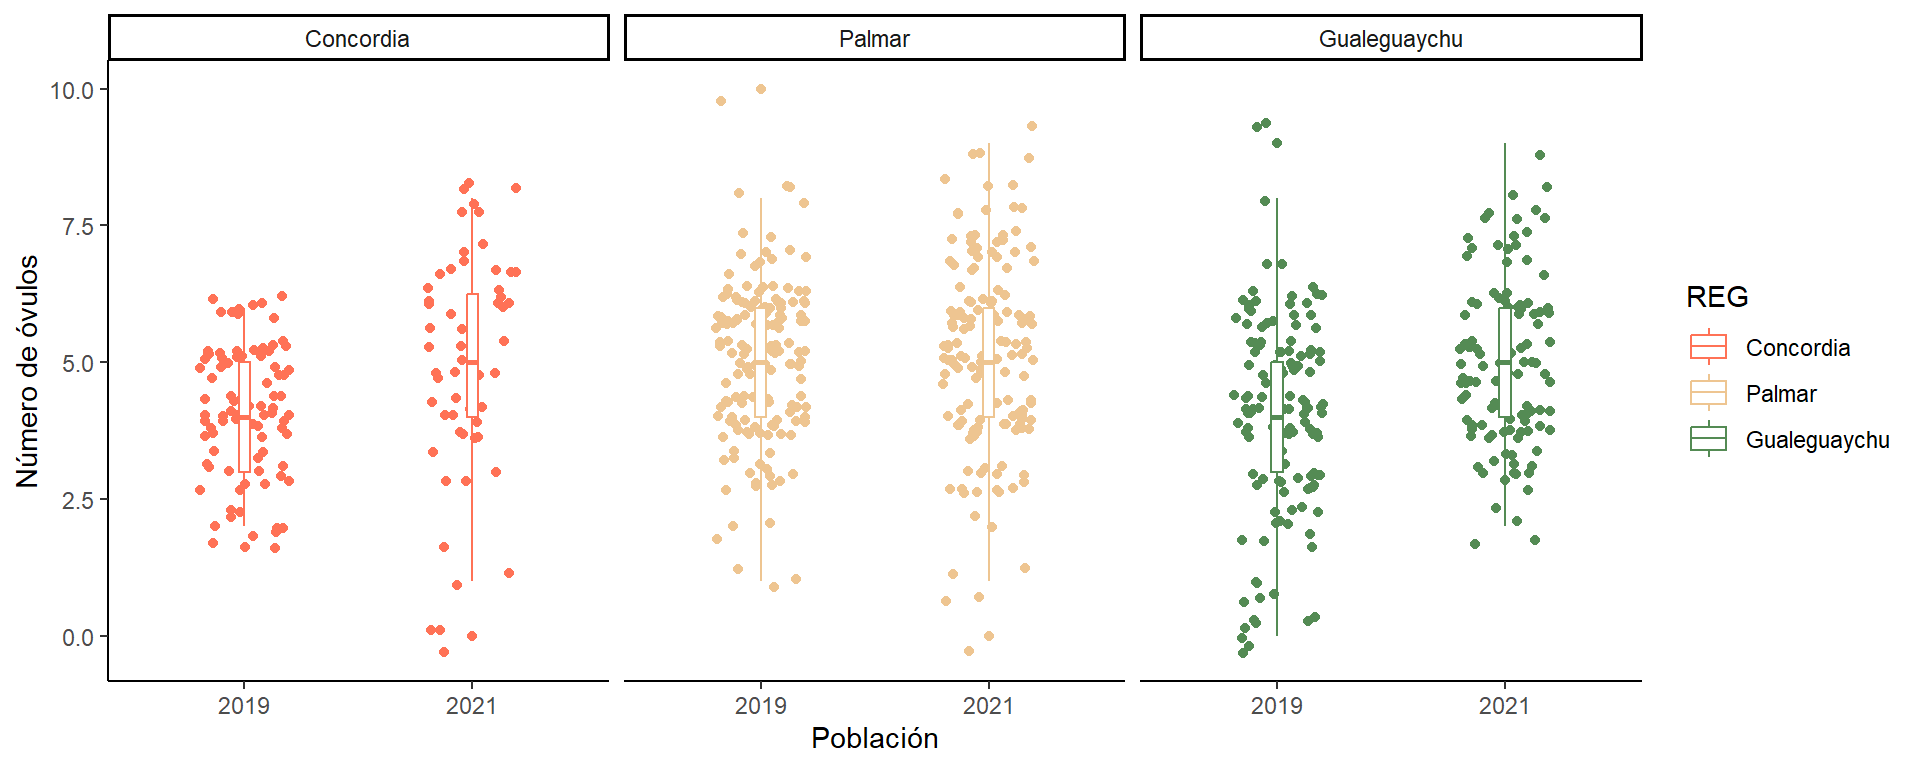 Concordia
Palmar
Gualeguaychu
Número de óvulos
10.0
7.5
5.0
2.5
0.0
2019
2021
2019
2021
2019
2021
Población
REG
Concordia
Palmar
Gualeguaychu